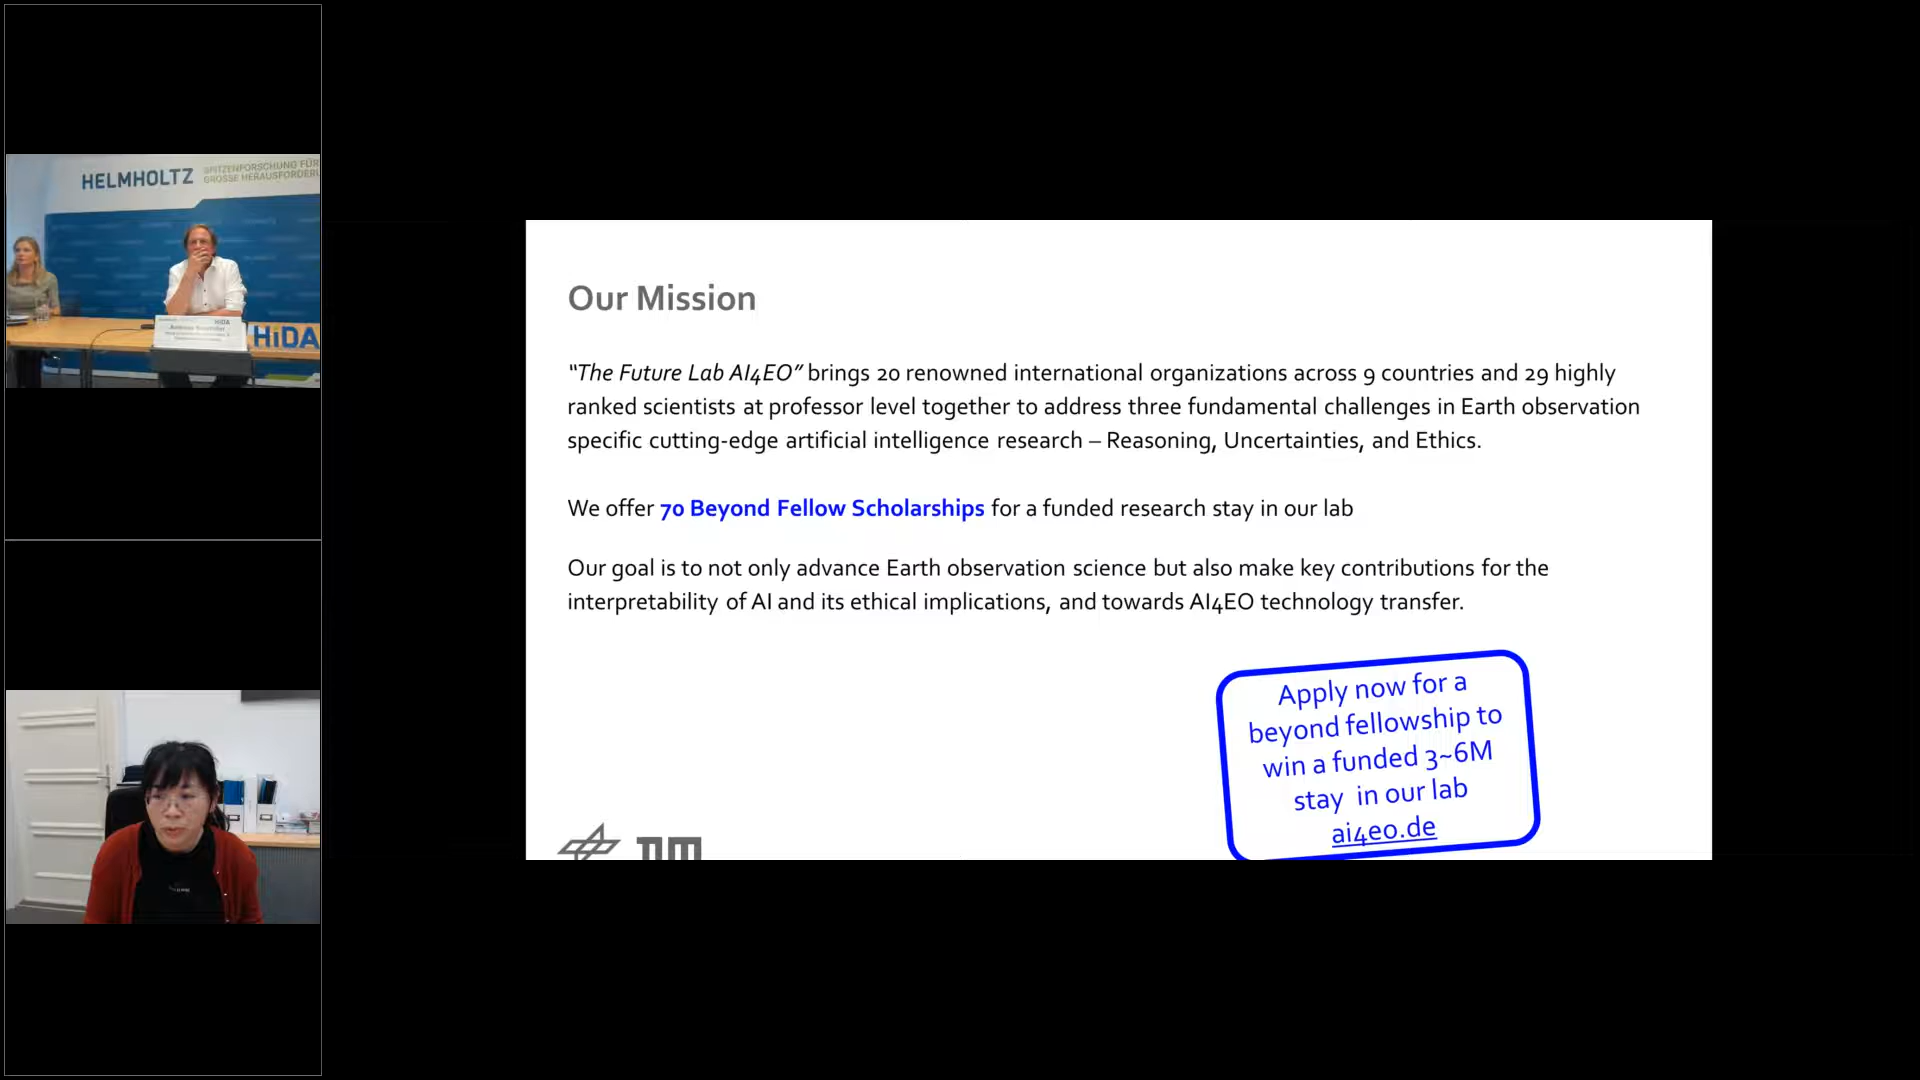 HELMHOLTZ
SPITZENFORSCHUNG FÜR
GROSSE HERAUSFORDERU
HiDA
HiDA
Our Mission
“The Future Lab AI4EO” brings 20 renowned international organizations across 9 countries and 29 highly
ranked scientists at professor level together to address three fundamental challenges in Earth observation
specific cutting-edge artificial intelligence research – Reasoning, Uncertainties, and Ethics.
We offer 70 Beyond Fellow Scholarships for a funded research stay in our lab
Our goal is to not only advance Earth observation science but also make key contributions for the
interpretability of AI and its ethical implications, and towards AI4EO technology transfer.
Apply now for a
beyond fellowship to
win a funded 3~6M
stay in our lab
ai4eo.de